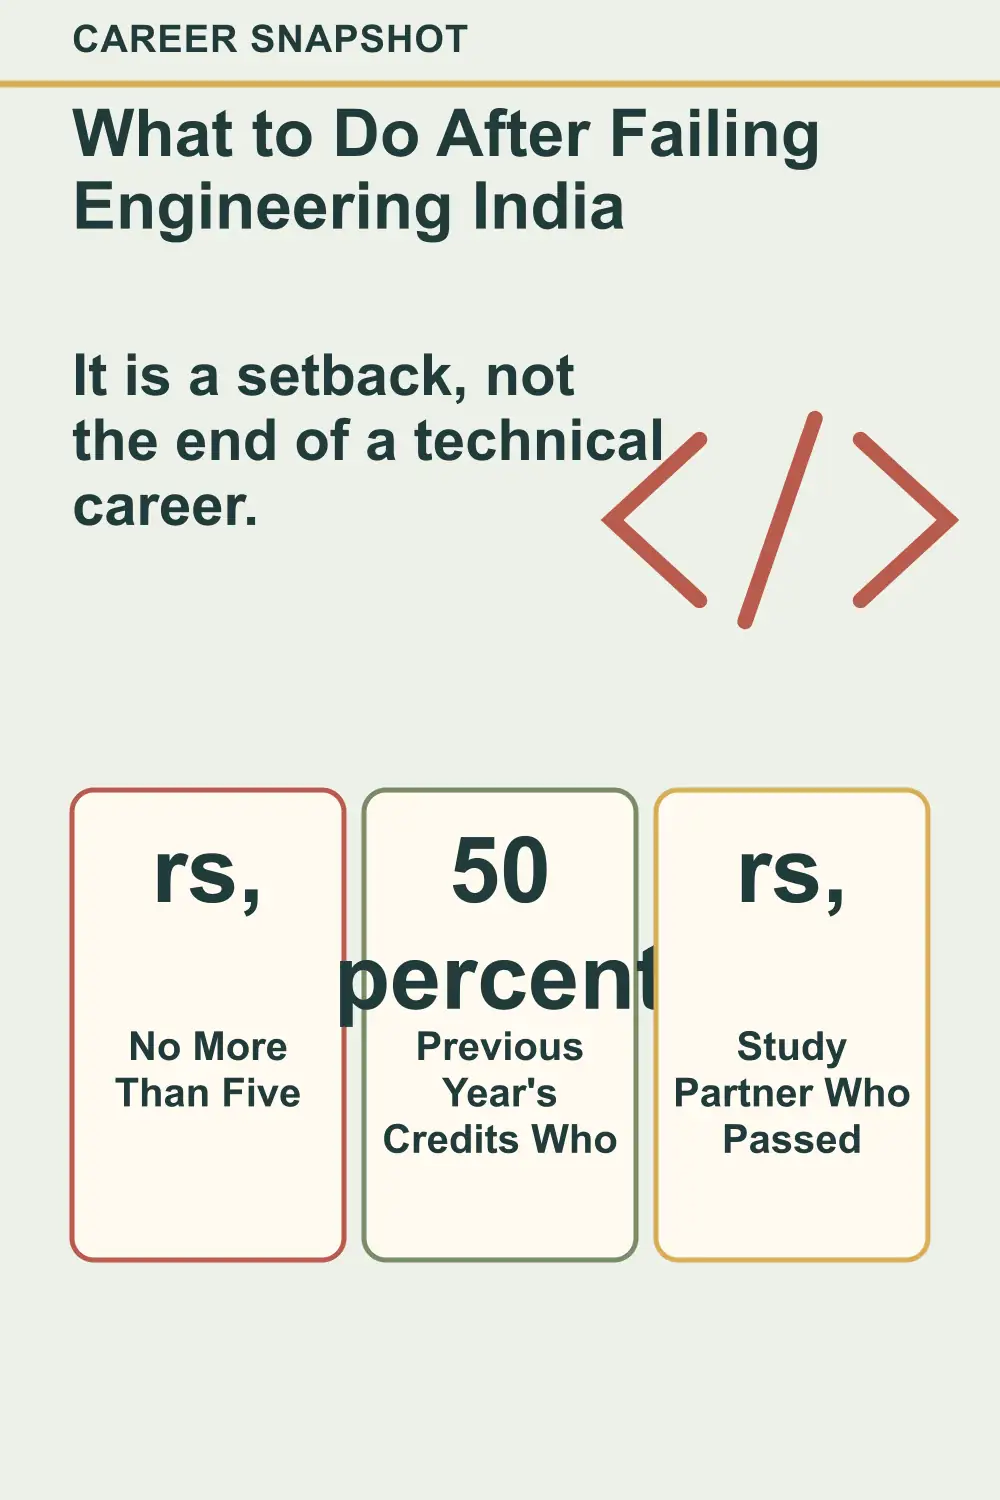 CAREER SNAPSHOT
What to Do After Failing
Engineering India
It is a setback, not
the end of a technical
career.
</>
rs,
No More
Than Five
50
percent
Previous
Year's
Credits Who
rs,
Study
Partner Who
Passed